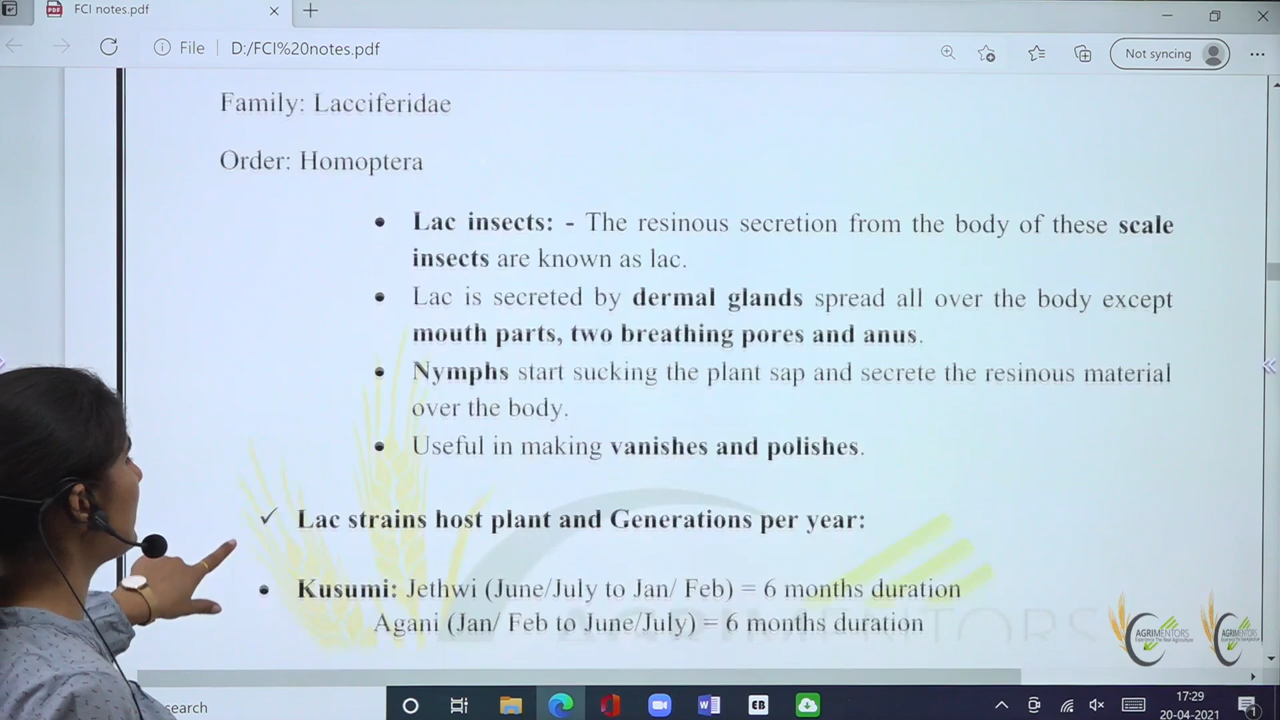 FCI notes.pdf
File
D:/FCI%20notes.pdf
Not syncing
Family: Lacciferidae
Order: Homoptera
Lac insects: - The resinous secretion from the body of these scale
insects are known as lac.
Lac is secreted by dermal glands spread all over the body except
mouth parts, two breathing pores and anus.
Nymphs start sucking the plant sap and secrete the resinous material
over the body.
Useful in making vanishes and polishes.
Lac strains host plant and Generations per year:
Kusumi: Jethwi (June/July to Jan/ Feb) = 6 months duration
Agani (Jan/ Feb to June/July) = 6 months duration
AGRIMENTORS
AGRIMENTORS
AGRIMENTORS
search
17:29
20-04-2021